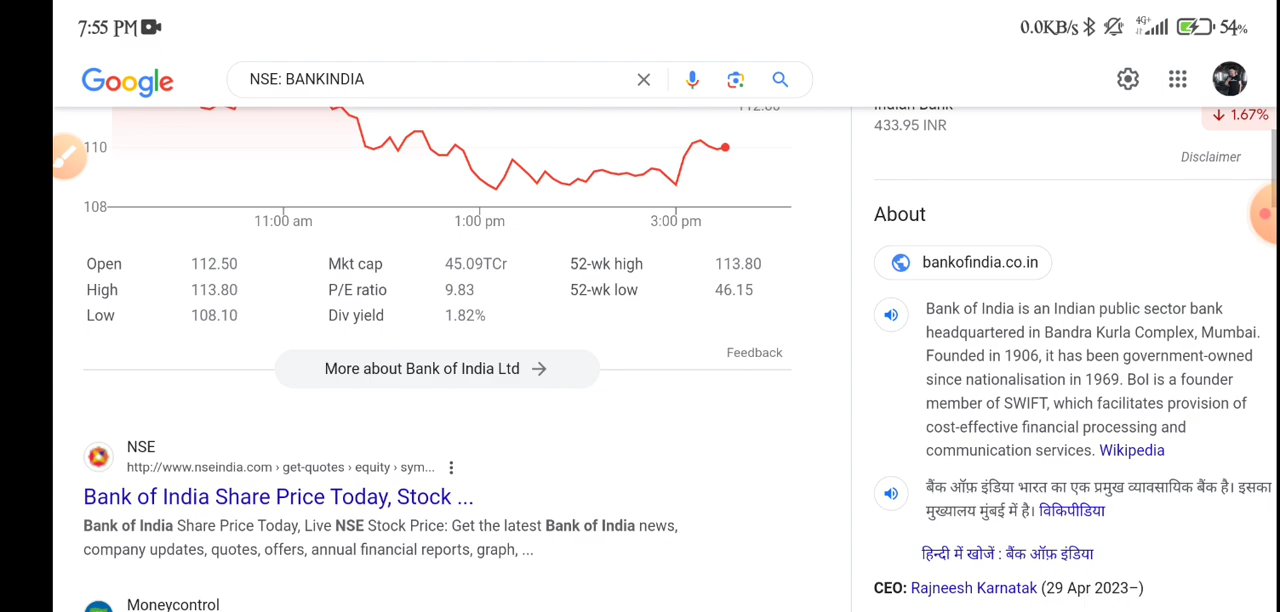 7:55 PM
0.0KB/s 4G+ 54%
Google
NSE: BANKINDIA
110
108
11:00 am 1:00 pm 3:00 pm
Open 112.50 Mkt cap 45.09TCr 52-wk high 113.80
High 113.80 P/E ratio 9.83 52-wk low 46.15
Low 108.10 Div yield 1.82%
Feedback
More about Bank of India Ltd
NSE
http://www.nseindia.com › get-quotes › equity › sym...
Bank of India Share Price Today, Stock ...
Bank of India Share Price Today, Live NSE Stock Price: Get the latest Bank of India news,
company updates, quotes, offers, annual financial reports, graph, ...
Moneycontrol
Indian Bank
433.95 INR
↓ 1.67%
Disclaimer
About
bankofindia.co.in
Bank of India is an Indian public sector bank
headquartered in Bandra Kurla Complex, Mumbai.
Founded in 1906, it has been government-owned
since nationalisation in 1969. BoI is a founder
member of SWIFT, which facilitates provision of
cost-effective financial processing and
communication services. Wikipedia
बैंक ऑफ़ इंडिया भारत का एक प्रमुख व्यावसायिक बैंक है। इसका
मुख्यालय मुंबई में है। विकिपीडिया
हिन्दी में खोजें : बैंक ऑफ़ इंडिया
CEO: Rajneesh Karnatak (29 Apr 2023–)